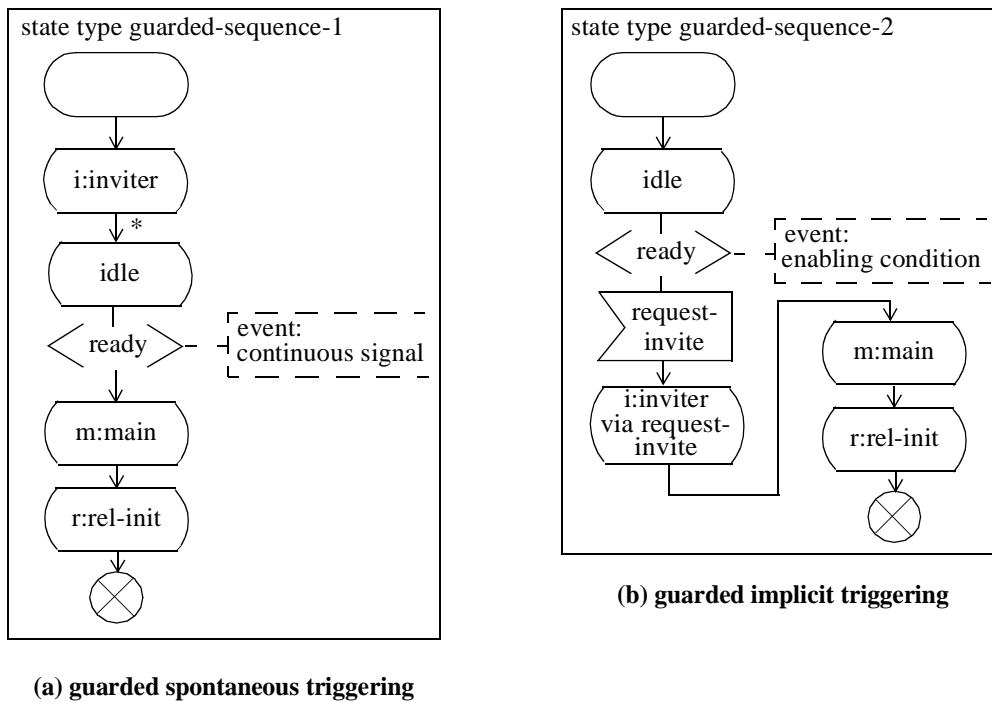 state type guarded-sequence-1
i:inviter
*
idle
ready
event:
continuous signal
m:main
r:rel-init
(a) guarded spontaneous triggering
state type guarded-sequence-2
idle
ready
event:
enabling condition
request-
invite
i:inviter
via request-
invite
m:main
r:rel-init
(b) guarded implicit triggering